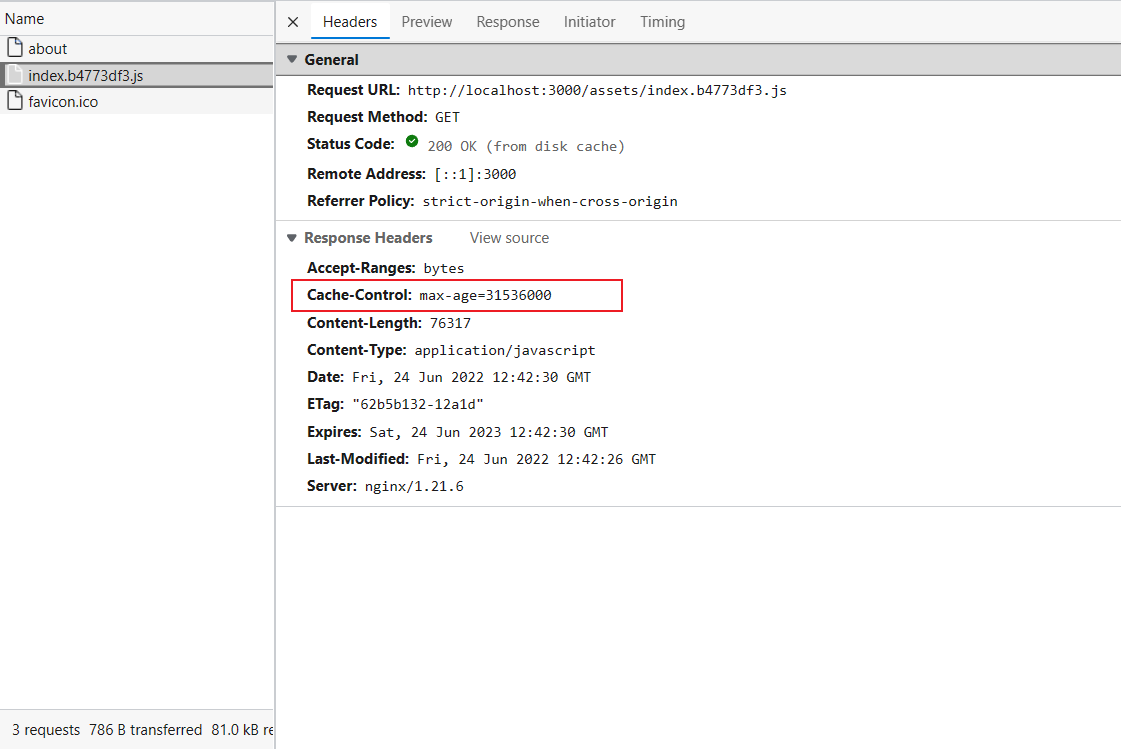 Name
about
index.b4773df3.js
favicon.ico
3 requests 786 B transferred 81.0 kB re
Headers Preview Response Initiator Timing
General
Request URL: http://localhost:3000/assets/index.b4773df3.js
Request Method: GET
Status Code: 200 OK (from disk cache)
Remote Address: [::1]:3000
Referrer Policy: strict-origin-when-cross-origin
Response Headers View source
Accept-Ranges: bytes
Cache-Control: max-age=31536000
Content-Length: 76317
Content-Type: application/javascript
Date: Fri, 24 Jun 2022 12:42:30 GMT
ETag: "62b5b132-12a1d"
Expires: Sat, 24 Jun 2023 12:42:30 GMT
Last-Modified: Fri, 24 Jun 2022 12:42:26 GMT
Server: nginx/1.21.6